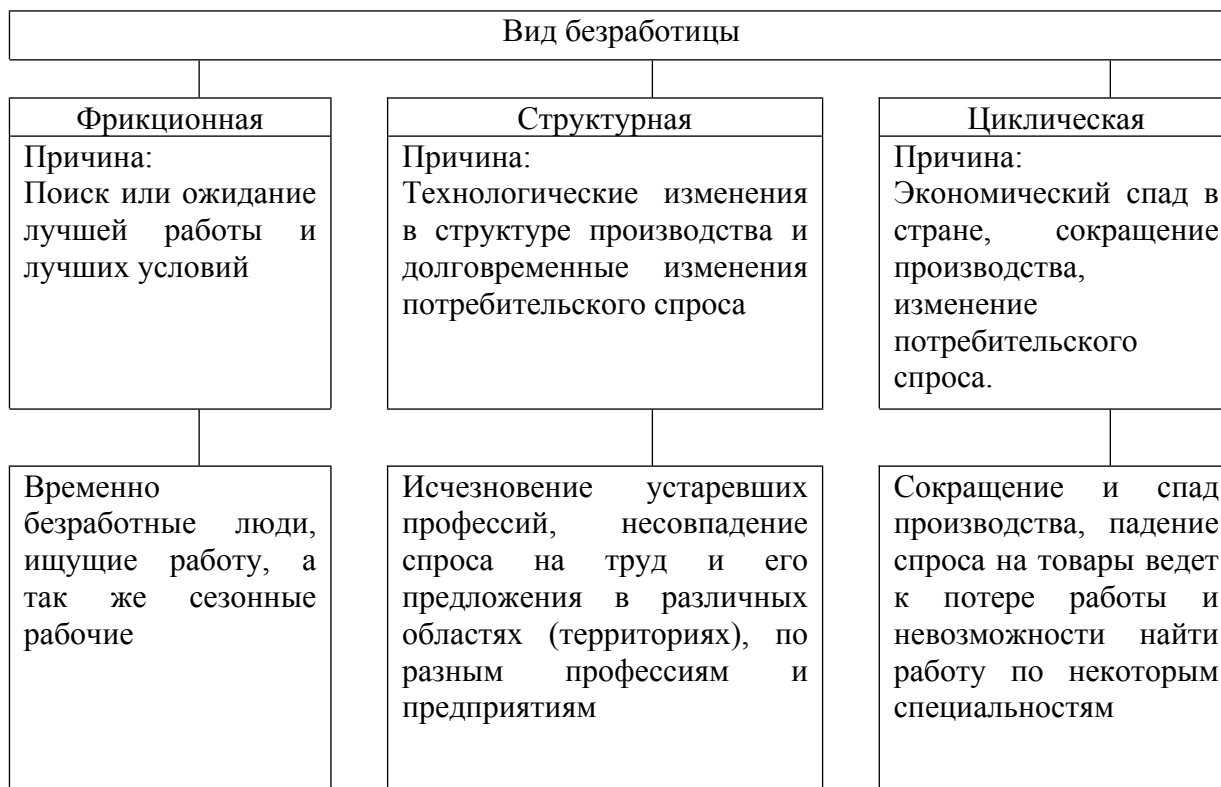 Вид безработицы
Фрикционная
Причина:
Поиск или ожидание
лучшей работы и
лучших условий
Структурная
Причина:
Технологические изменения
в структуре производства и
долговременные изменения
потребительского спроса
Циклическая
Причина:
Экономический спад в
стране, сокращение
производства,
изменение
потребительского
спроса.
Временно
безработные люди,
ищущие работу, а
так же сезонные
рабочие
Исчезновение устаревших
профессий, несовпадение
спроса на труд и его
предложения в различных
областях (территориях), по
разным профессиям и
предприятиям
Сокращение и спад
производства, падение
спроса на товары ведет
к потере работы и
невозможности найти
работу по некоторым
специальностям